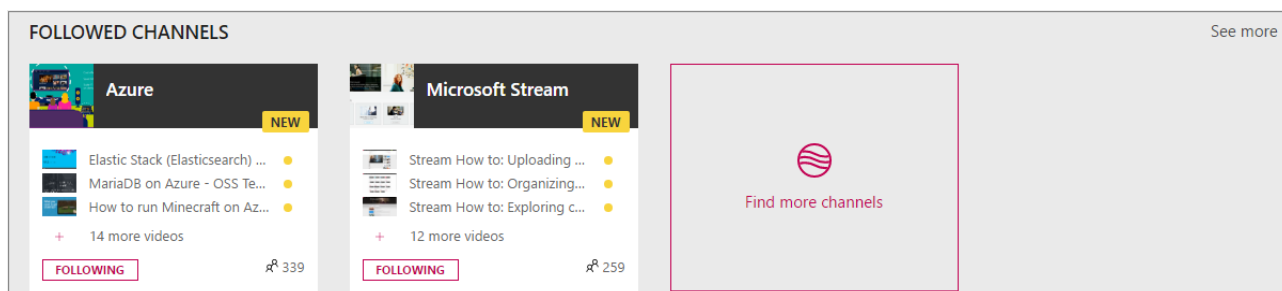 FOLLOWED CHANNELS
See more
Azure
NEW
Elastic Stack (Elasticsearch) ...
MariaDB on Azure - OSS Te...
How to run Minecraft on Az...
+ 14 more videos
FOLLOWING
339
Microsoft Stream
NEW
Stream How to: Uploading ...
Stream How to: Organizing...
Stream How to: Exploring c...
+ 12 more videos
FOLLOWING
259
Find more channels